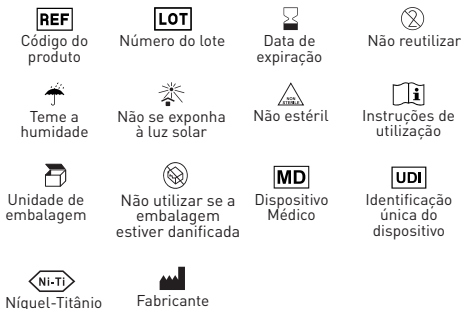 REF
Código do
produto
LOT
Número do lote
Data de
expiração
2
Não reutilizar
Teme a
humidade
Não se exponha
à luz solar
NON
STERILE
Não estéril
i
Instruções de
utilização
Unidade de
embalagem
Não utilizar se a
embalagem
estiver danificada
MD
Dispositivo
Médico
UDI
Identificação
única do
dispositivo
Ni-Ti
Níquel-Titânio
Fabricante